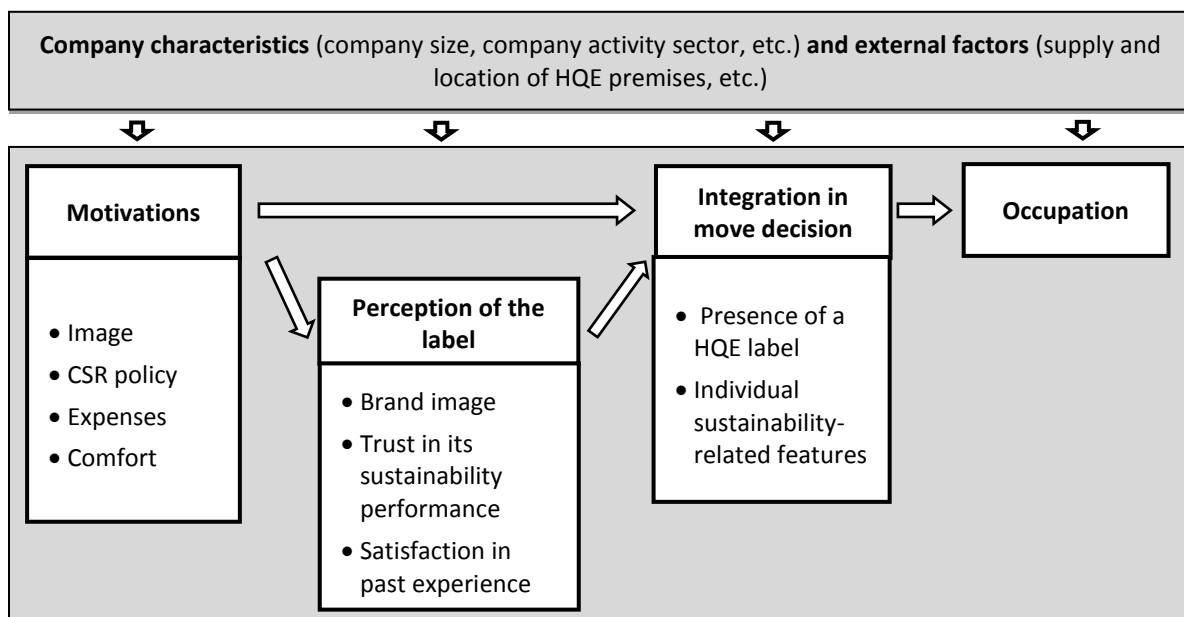 Company characteristics (company size, company activity sector, etc.) and external factors (supply and
location of HQE premises, etc.)
Motivations
• Image
• CSR policy
• Expenses
• Comfort
Perception of the
label
• Brand image
• Trust in its
sustainability
performance
• Satisfaction in
past experience
Integration in
move decision
• Presence of a
HQE label
• Individual
sustainability-
related features
Occupation